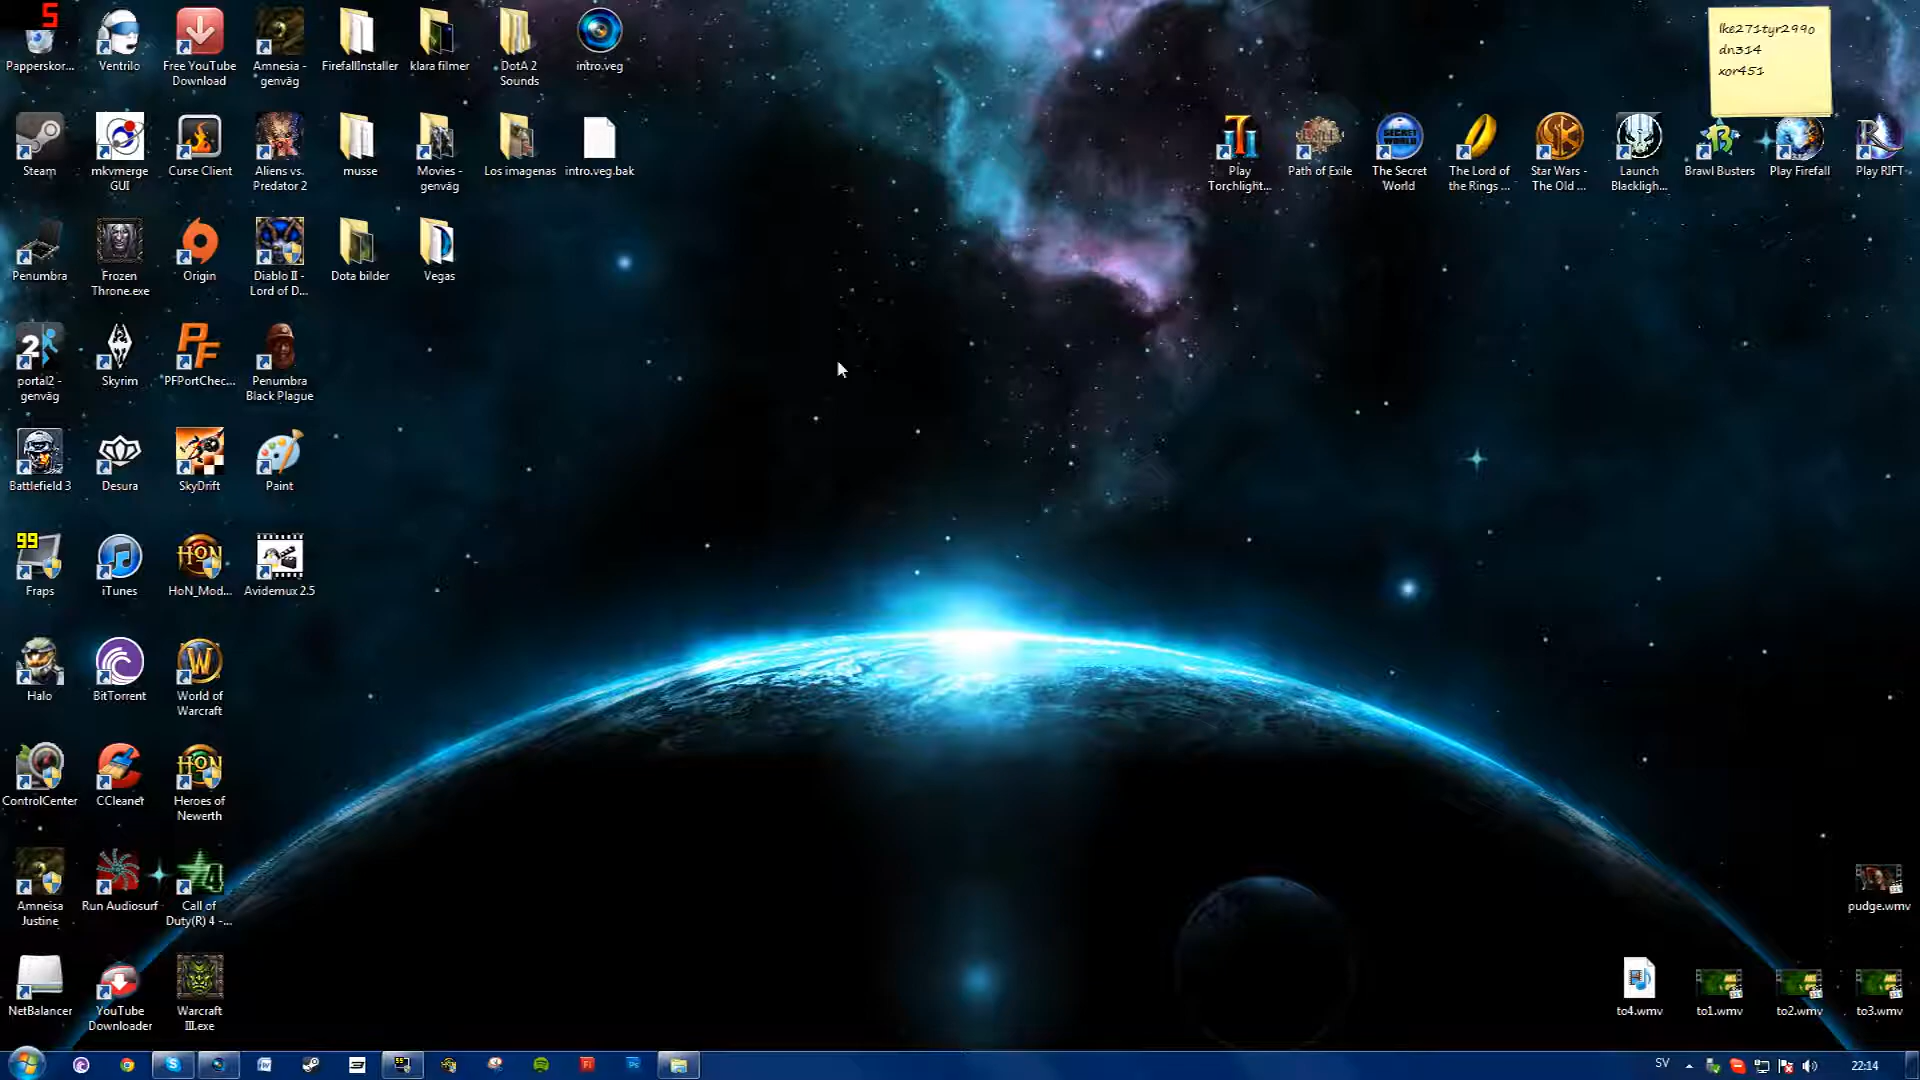 5
Papperskor...
Ventrilo
Free YouTube
Download
Amnesia -
genväg
FirefallInstaller
klara filmer
DotA 2
Sounds
intro.veg
lke271tyr299o
dn314
xor451
Steam
mkvmerge
GUI
Curse Client
Aliens vs.
Predator 2
musse
Movies -
genväg
Los imagenas
intro.veg.bak
Play
Torchlight...
Path of Exile
The Secret
World
The Lord of
the Rings ...
Star Wars -
The Old ...
Launch
Blackligh...
Brawl Busters
Play Firefall
Play RIFT
Penumbra
Frozen
Throne.exe
Origin
Diablo II -
Lord of D...
Dota bilder
Vegas
portal2 -
genväg
Skyrim
PFPortChec...
Penumbra
Black Plague
Battlefield 3
Desura
SkyDrift
Paint
99
Fraps
iTunes
HoN_Mod...
Avidemux 2.5
Halo
BitTorrent
World of
Warcraft
ControlCenter
CCleaner
Heroes of
Newerth
Amneisa
Justine
Run Audiosurf
Call of
Duty(R) 4 -...
pudge.wmv
NetBalancer
YouTube
Downloader
Warcraft
III.exe
to4.wmv
to1.wmv
to2.wmv
to3.wmv
SV
22:14